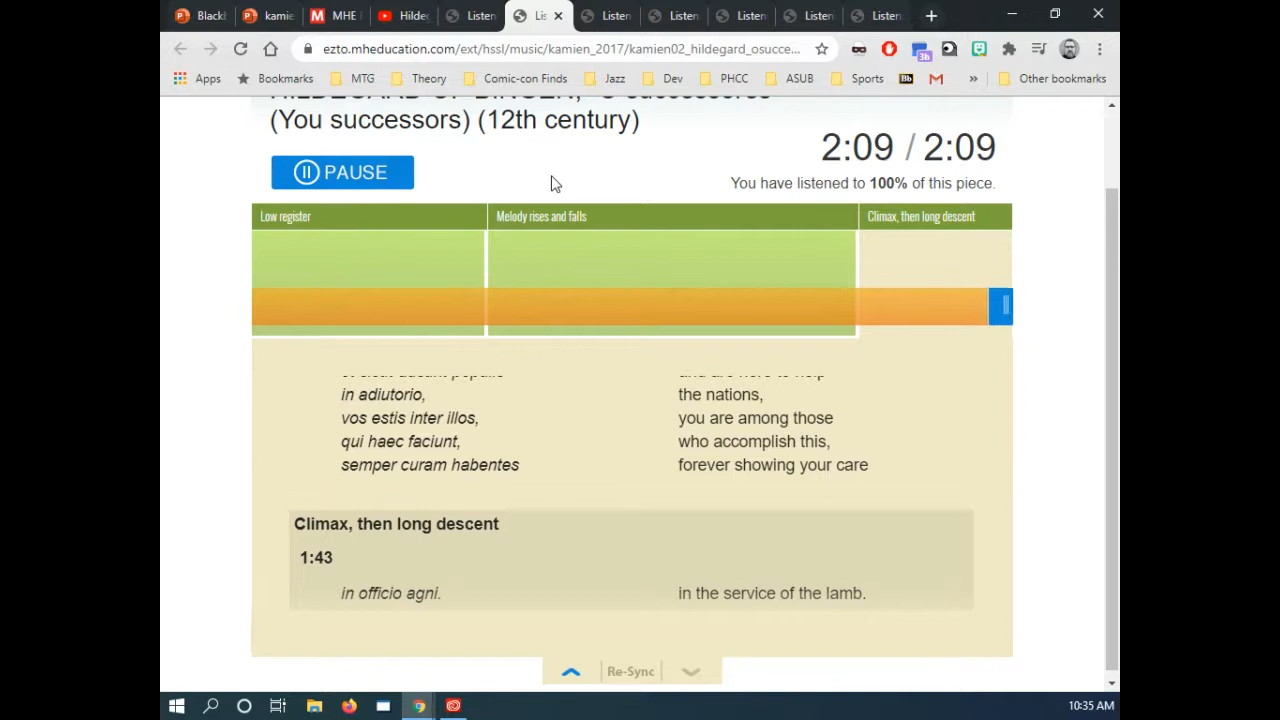 Blackl
kamie
MHE
Hildeg
Listen
Lis
Listen
Listen
Listen
Listen
Listen
ezto.mheducation.com/ext/hssl/music/kamien_2017/kamien02_hildegard_osucce...
3h
Apps
Bookmarks
MTG
Theory
Comic-con Finds
Jazz
Dev
PHCC
Bb
ASUB
Sports
»
Other bookmarks
(You successors) (12th century)
2:09 / 2:09
PAUSE
You have listened to 100% of this piece.
Low register
Melody rises and falls
Climax, then long descent
in adiutorio,
the nations,
vos estis inter illos,
you are among those
qui haec faciunt,
who accomplish this,
semper curam habentes
forever showing your care
Climax, then long descent
1:43
in officio agni.
in the service of the lamb.
Re-Sync
10:35 AM